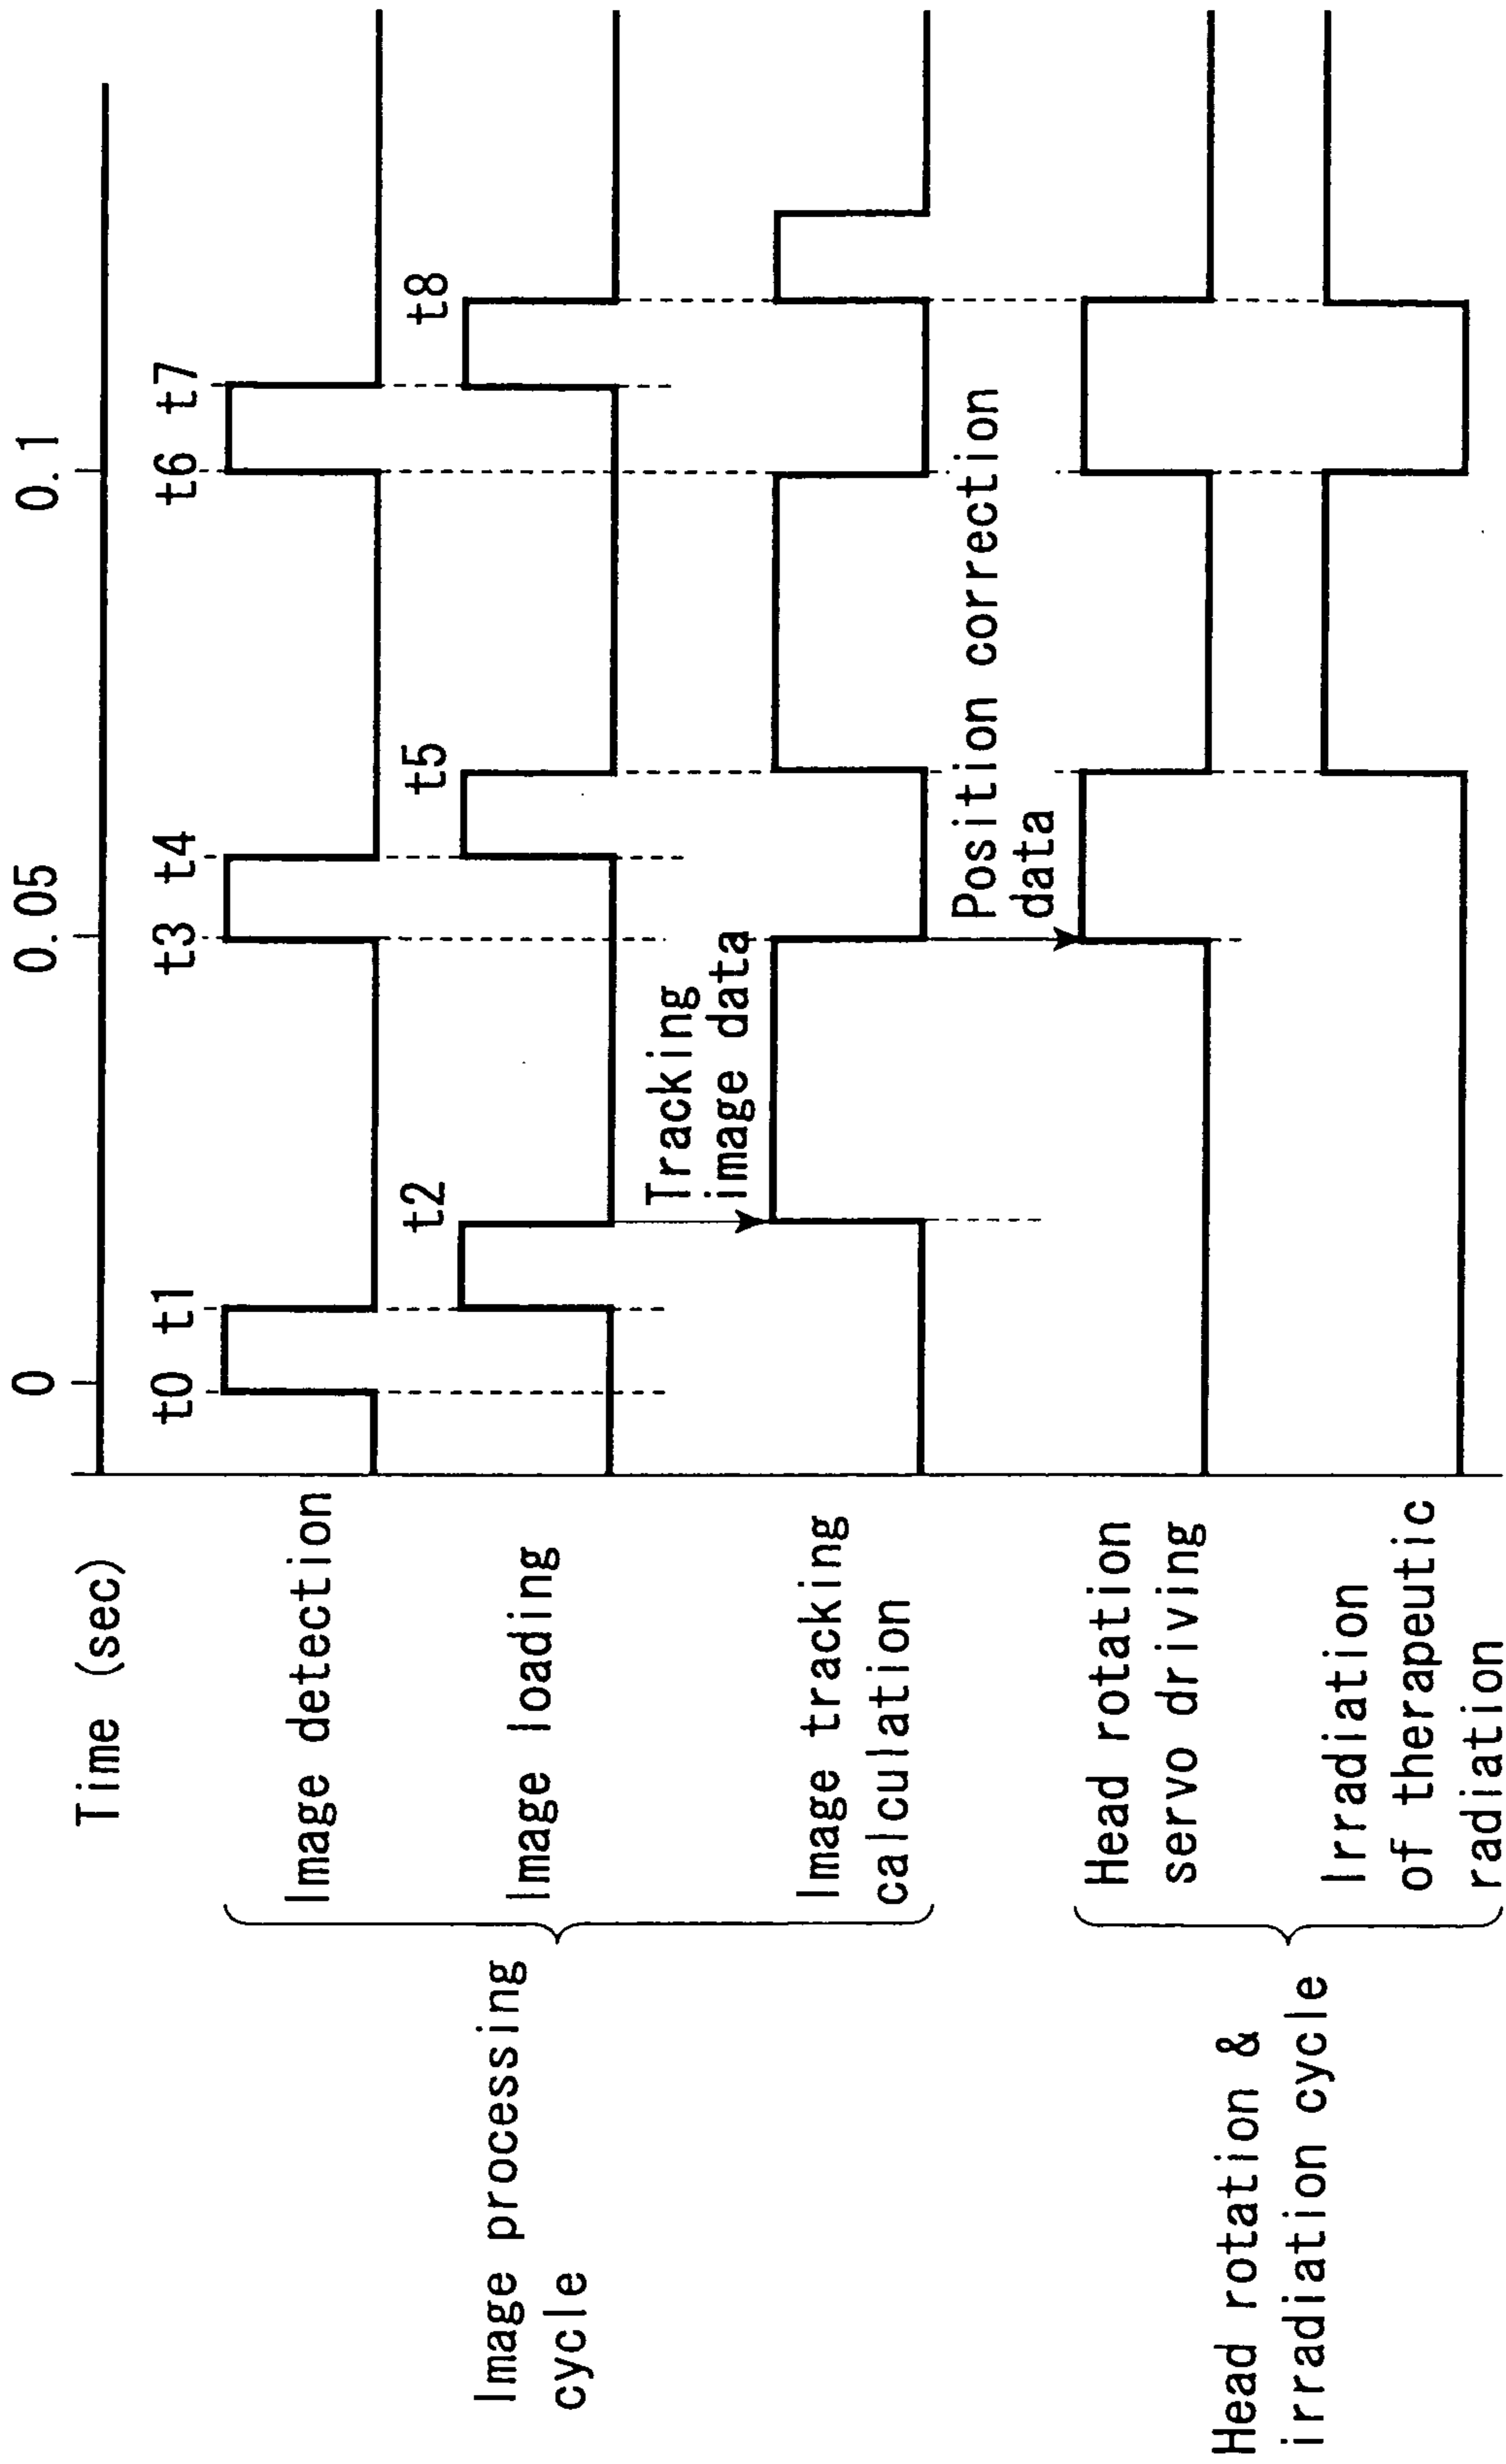 Time (sec)
0
0.05
0.1
t0 t1
t3 t4
t6 t7
t2
t5
t8
Image processing
cycle
Image detection
Image loading
Tracking
image data
Image tracking
calculation
Position correction
data
Head rotation &
irradiation cycle
Head rotation
servo driving
Irradiation
of therapeutic
radiation